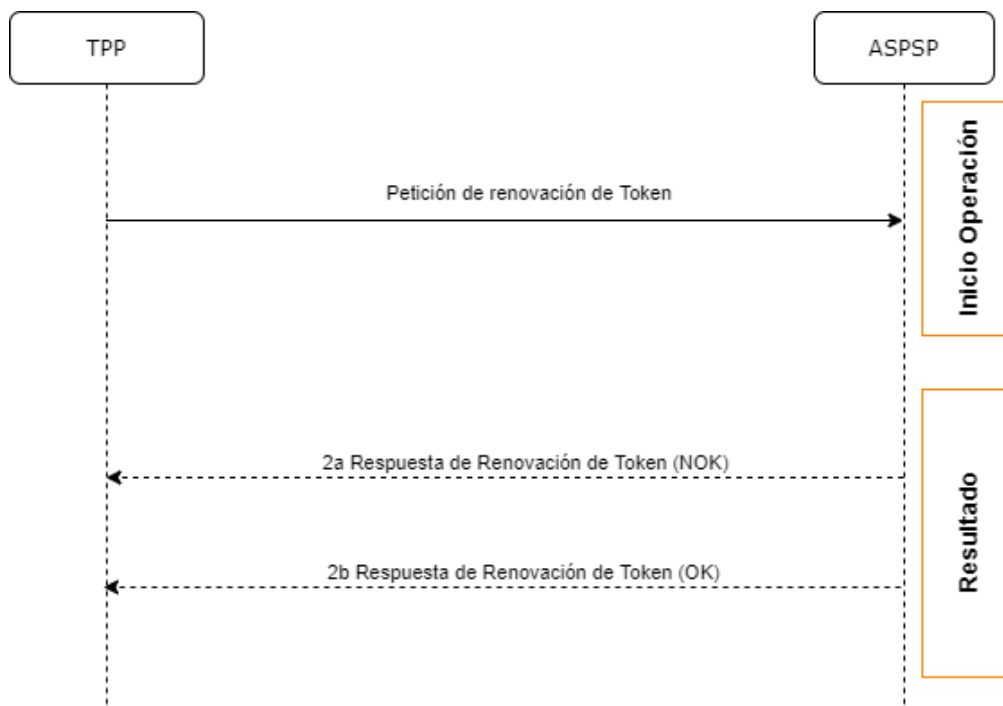 TPP
ASPSP
Petición de renovación de Token
Inicio Operación
2a Respuesta de Renovación de Token (NOK)
2b Respuesta de Renovación de Token (OK)
Resultado